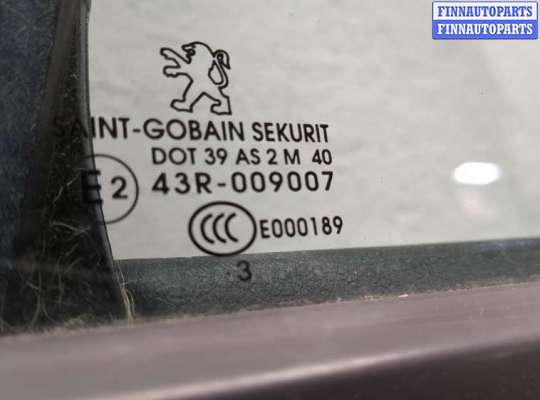 FINNAUTOPARTS
FINNAUTOPARTS
SAINT-GOBAIN SEKURIT
DOT 39 AS 2 M 40
E2 43R-009007
CCC E000189
3